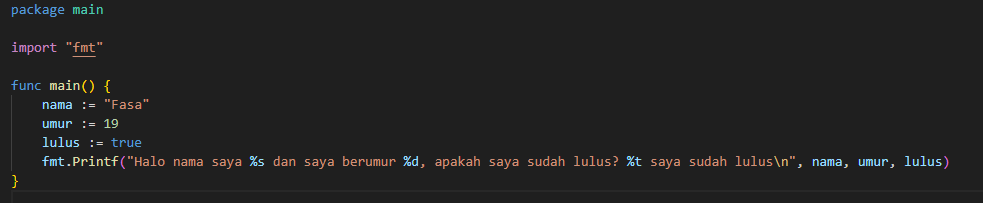 package main
import "fmt"
func main() {
    nama := "Fasa"
    umur := 19
    lulus := true
    fmt.Printf("Halo nama saya %s dan saya berumur %d, apakah saya sudah lulus? %t saya sudah lulus\n", nama, umur, lulus)
}